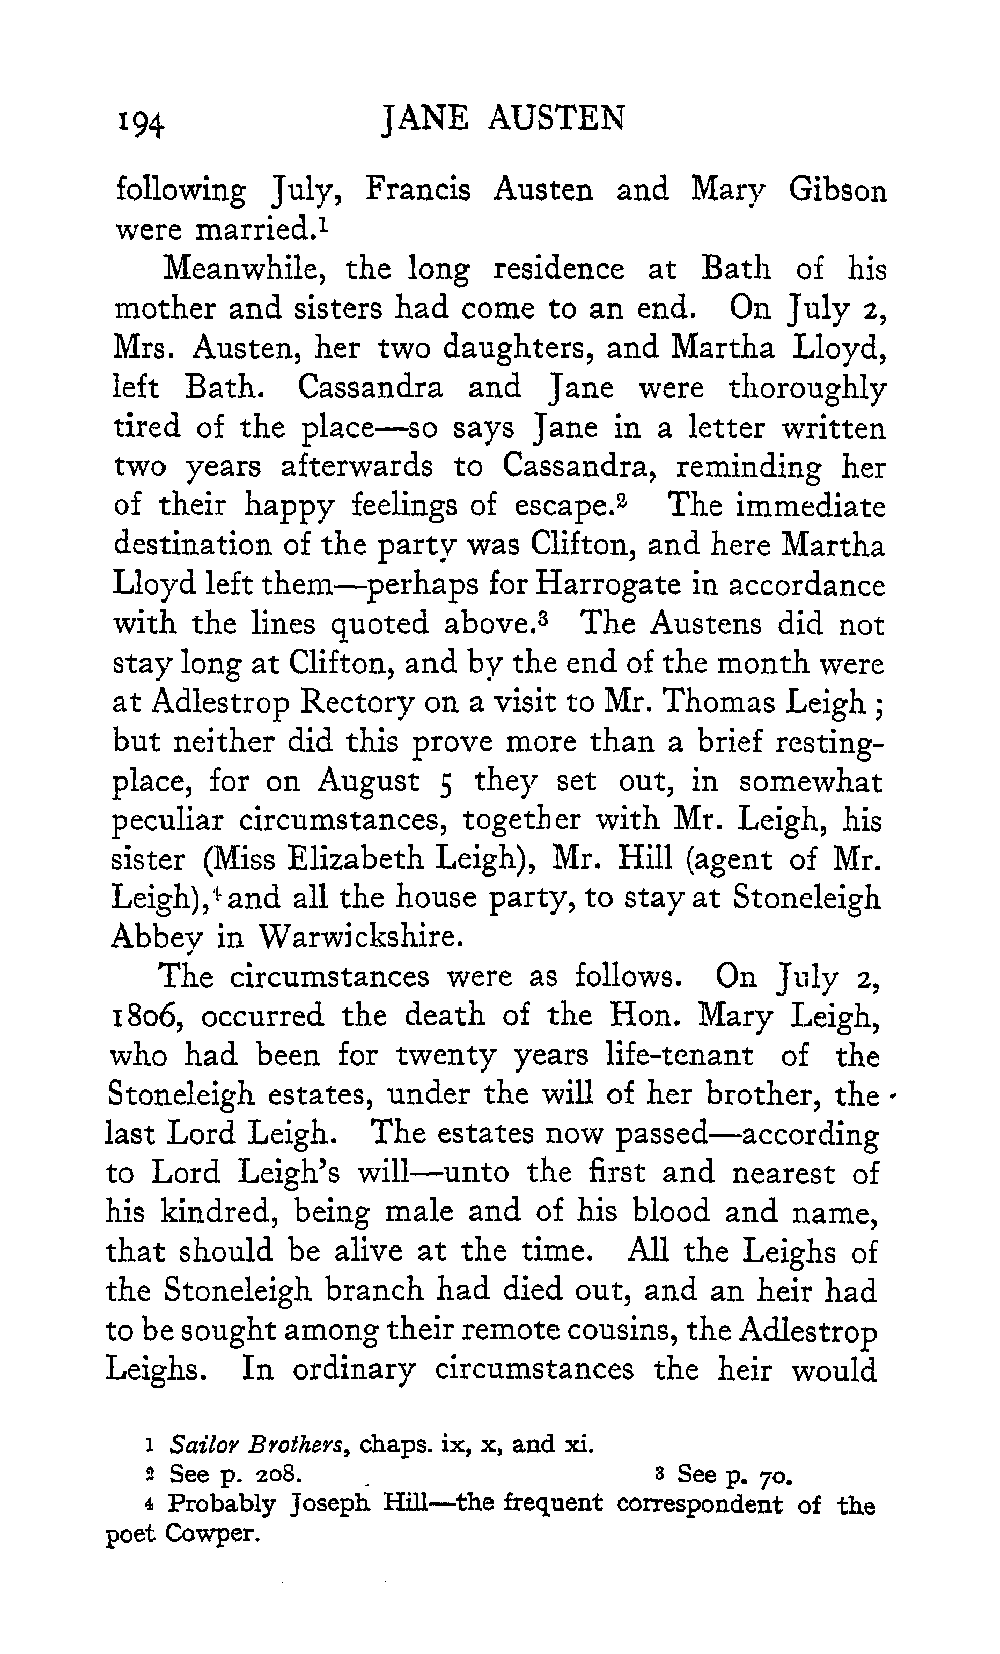 194 JANE AUSTEN
following July, Francis Austen and Mary Gibson
were married.¹
Meanwhile, the long residence at Bath of his
mother and sisters had come to an end. On July 2,
Mrs. Austen, her two daughters, and Martha Lloyd,
left Bath. Cassandra and Jane were thoroughly
tired of the place—so says Jane in a letter written
two years afterwards to Cassandra, reminding her
of their happy feelings of escape.² The immediate
destination of the party was Clifton, and here Martha
Lloyd left them—perhaps for Harrogate in accordance
with the lines quoted above.³ The Austens did not
stay long at Clifton, and by the end of the month were
at Adlestrop Rectory on a visit to Mr. Thomas Leigh ;
but neither did this prove more than a brief resting-
place, for on August 5 they set out, in somewhat
peculiar circumstances, together with Mr. Leigh, his
sister (Miss Elizabeth Leigh), Mr. Hill (agent of Mr.
Leigh),⁴ and all the house party, to stay at Stoneleigh
Abbey in Warwickshire.
The circumstances were as follows. On July 2,
1806, occurred the death of the Hon. Mary Leigh,
who had been for twenty years life-tenant of the
Stoneleigh estates, under the will of her brother, the
last Lord Leigh. The estates now passed—according
to Lord Leigh's will—unto the first and nearest of
his kindred, being male and of his blood and name,
that should be alive at the time. All the Leighs of
the Stoneleigh branch had died out, and an heir had
to be sought among their remote cousins, the Adlestrop
Leighs. In ordinary circumstances the heir would
¹ Sailor Brothers, chaps. ix, x, and xi.
² See p. 208. ³ See p. 70.
⁴ Probably Joseph Hill—the frequent correspondent of the
poet Cowper.